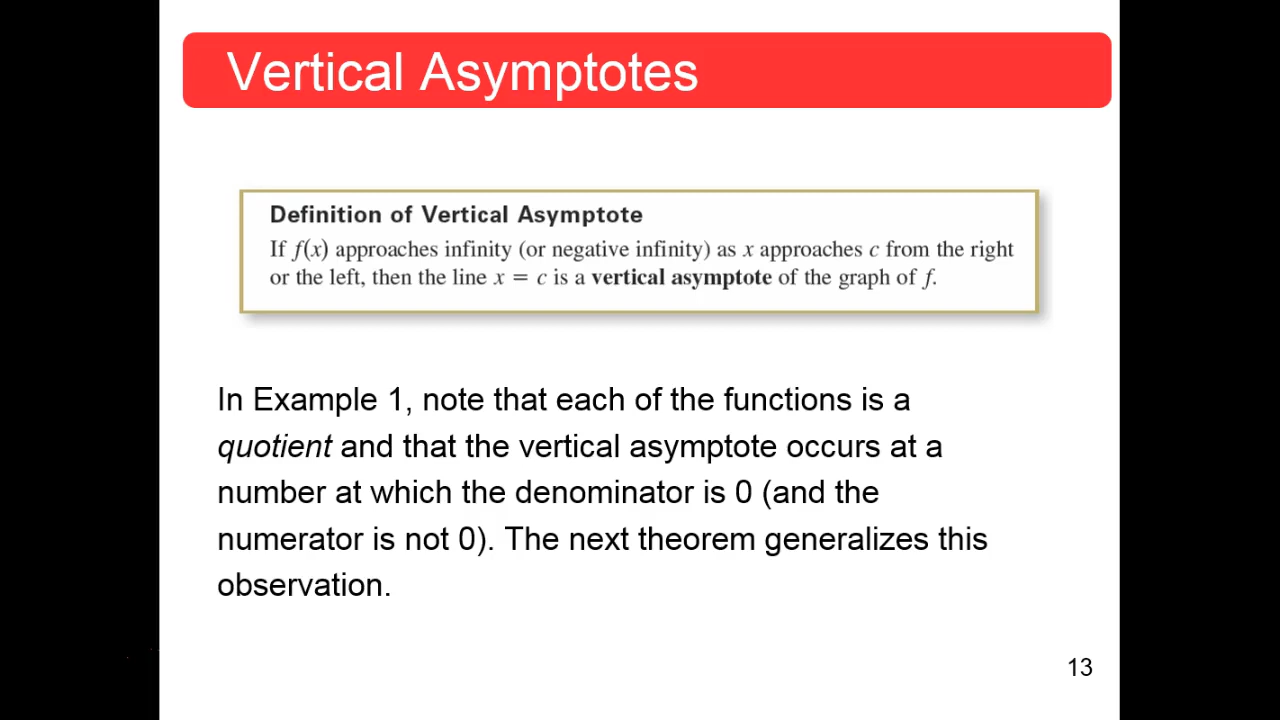 Vertical Asymptotes
Definition of Vertical Asymptote
If f(x) approaches infinity (or negative infinity) as x approaches c from the right
or the left, then the line x = c is a vertical asymptote of the graph of f.
In Example 1, note that each of the functions is a
quotient and that the vertical asymptote occurs at a
number at which the denominator is 0 (and the
numerator is not 0). The next theorem generalizes this
observation.
13